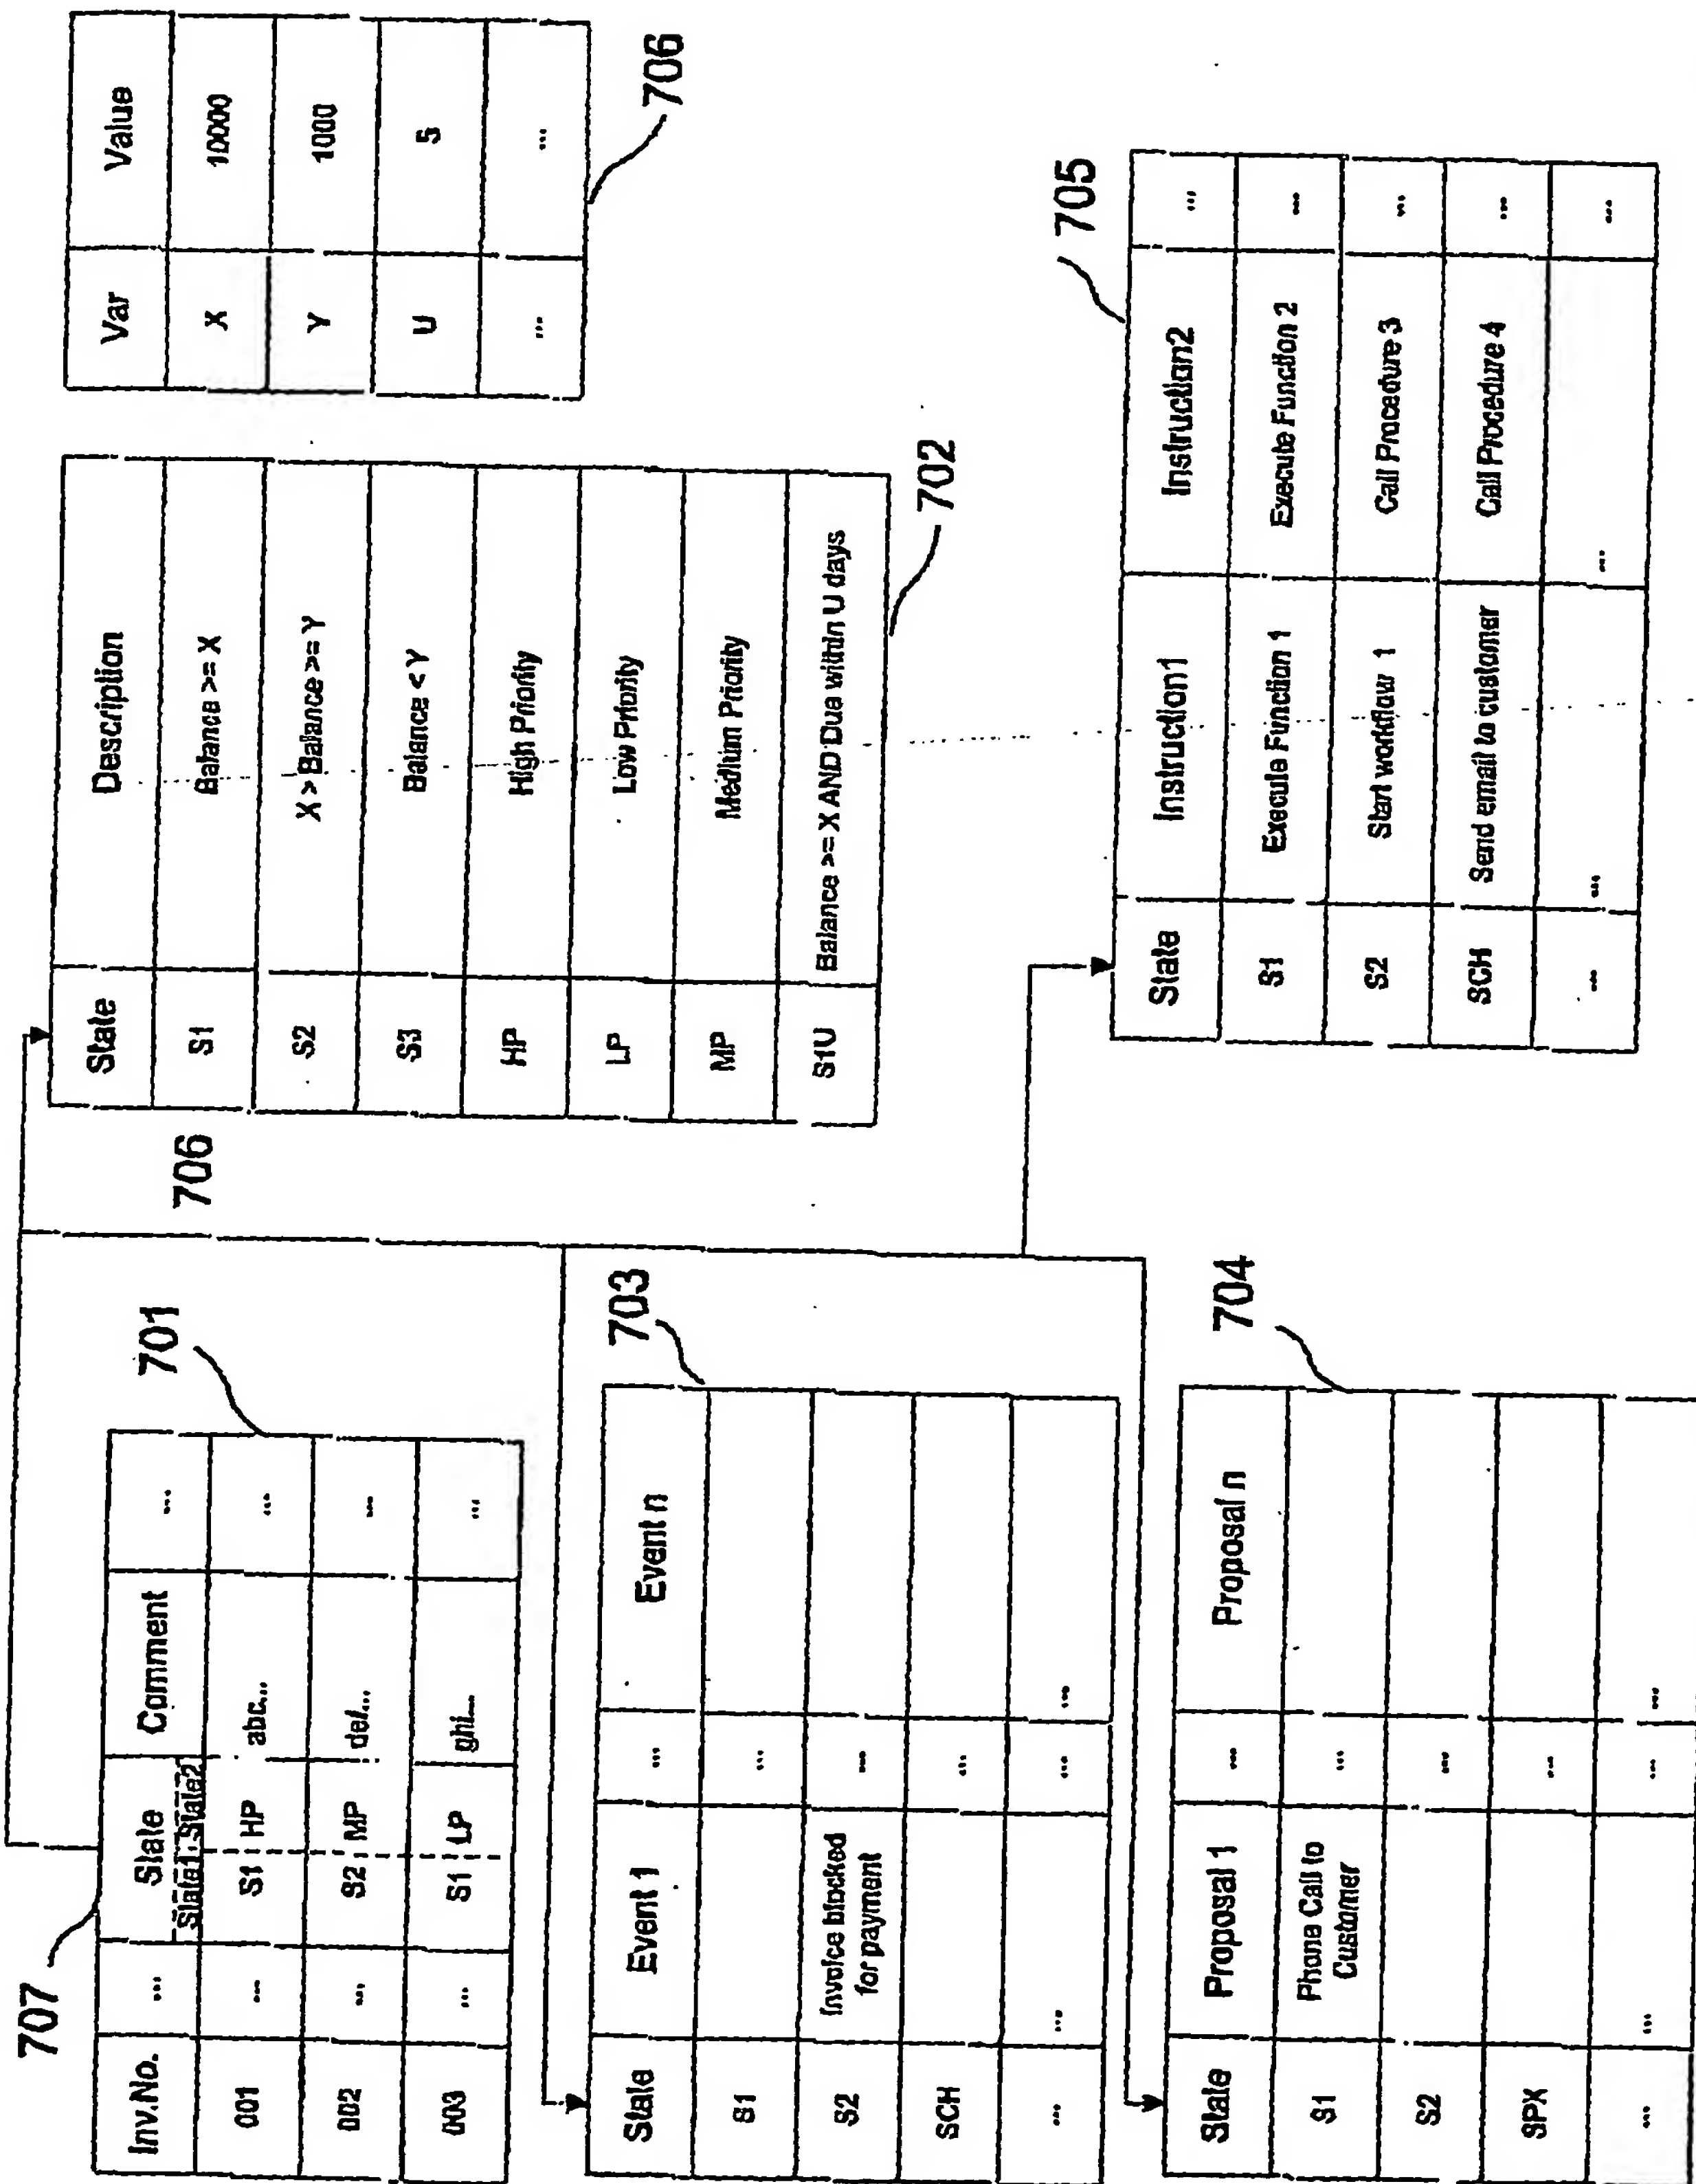 707
701
Inv.No. ... State Comment ...
State1 State2
001 ... S1 HP abc... ...
002 ... S2 MP def... ...
003 ... S1 LP ghi... ...
706
State Description
S1 Balance >= X
S2 X > Balance >= Y
S3 Balance < Y
HP High Priority
LP Low Priority
MP Medium Priority
S1U Balance >= X AND Due within U days
702
Var Value
X 10000
Y 1000
U 5
... ...
706
703
State Event 1 ... Event n
S1 ...
S2 Invoice blocked ...
for payment
SCH ...
... ... ... ...
704
State Proposal 1 ... Proposal n
S1 Phone Call to ...
Customer
S2 ...
SPX ...
... ... ... ...
705
State Instruction1 Instruction2 ...
S1 Execute Function 1 Execute Function 2 ...
S2 Start workflow 1 Call Procedure 3 ...
SCH Send email to customer Call Procedure 4 ...
... ... ... ...